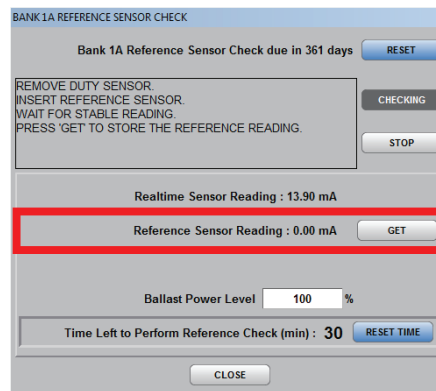 BANK 1A REFERENCE SENSOR CHECK
Bank 1A Reference Sensor Check due in 361 days RESET
REMOVE DUTY SENSOR.
INSERT REFERENCE SENSOR.
WAIT FOR STABLE READING.
PRESS 'GET' TO STORE THE REFERENCE READING.
CHECKING
STOP
Realtime Sensor Reading : 13.90 mA
Reference Sensor Reading : 0.00 mA GET
Ballast Power Level 100 %
Time Left to Perform Reference Check (min) : 30 RESET TIME
CLOSE